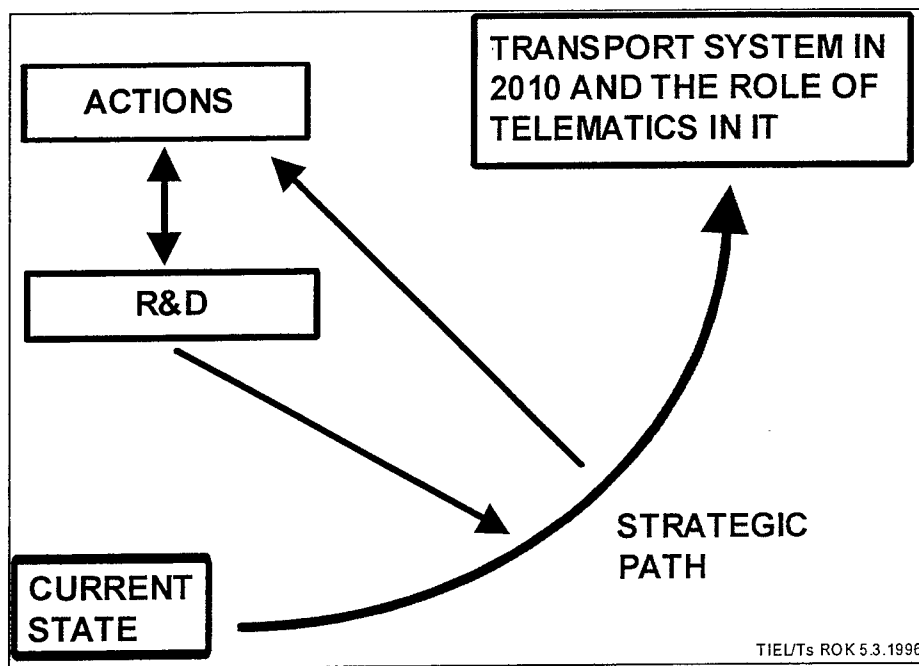 ACTIONS
TRANSPORT SYSTEM IN
2010 AND THE ROLE OF
TELEMATICS IN IT
R&D
STRATEGIC
PATH
CURRENT
STATE
TIEL/Ts ROK 5.3.1996